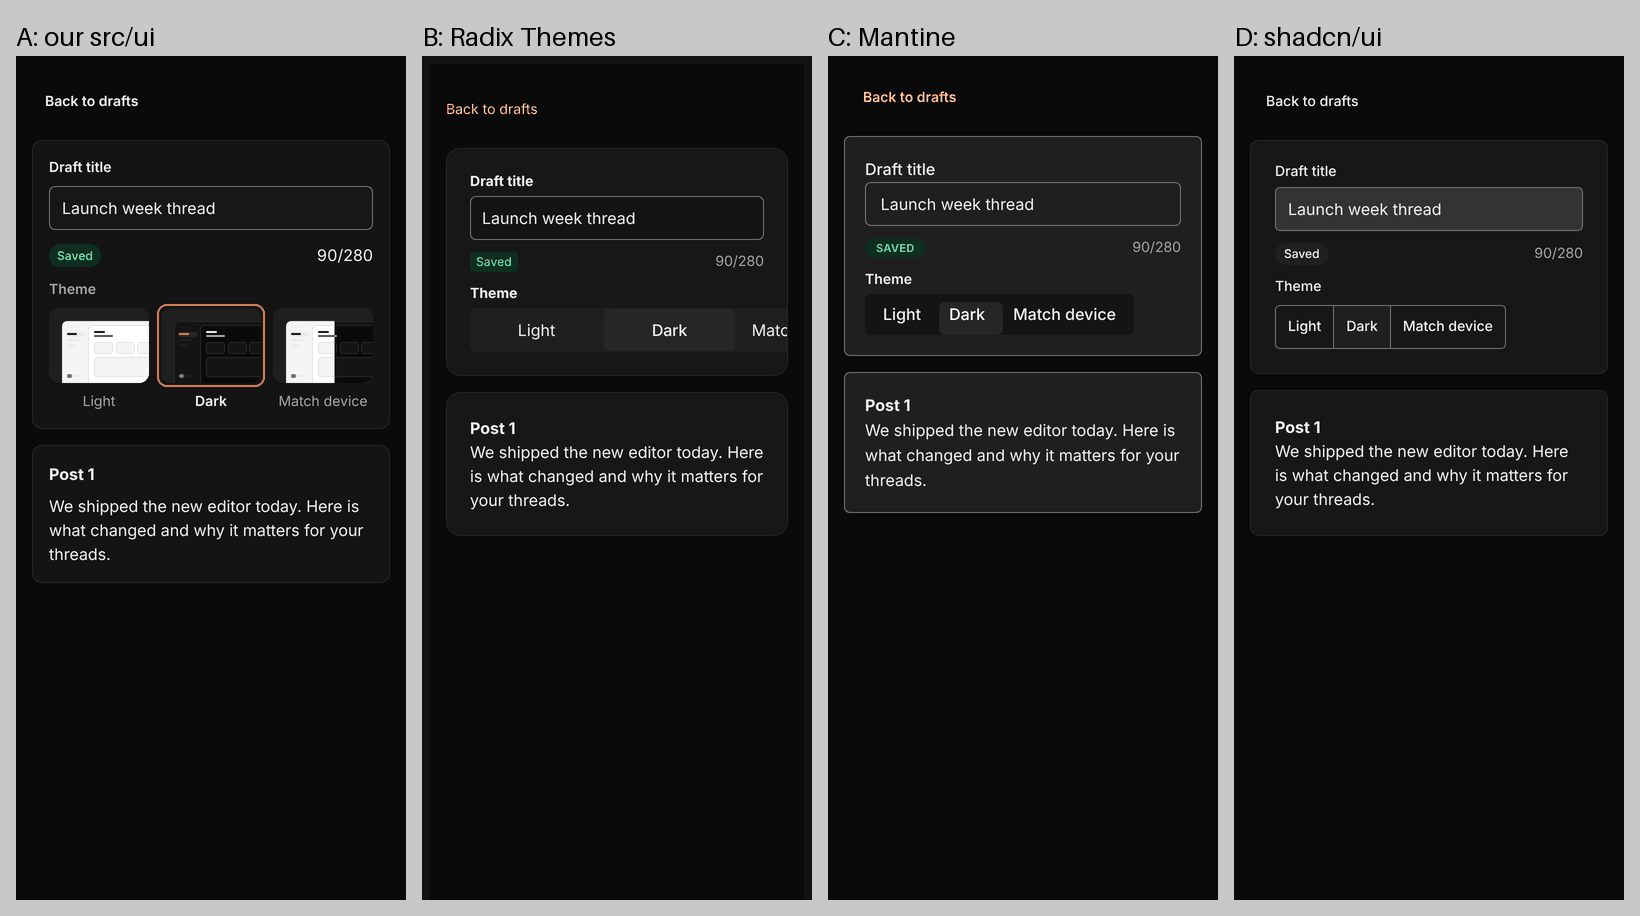 A: our src/ui
Back to drafts
Draft title
Launch week thread
Saved 90/280
Theme
Light Dark Match device
Post 1
We shipped the new editor today. Here is
what changed and why it matters for your
threads.
B: Radix Themes
Back to drafts
Draft title
Launch week thread
Saved 90/280
Theme
Light Dark Matc
Post 1
We shipped the new editor today. Here
is what changed and why it matters for
your threads.
C: Mantine
Back to drafts
Draft title
Launch week thread
SAVED 90/280
Theme
Light Dark Match device
Post 1
We shipped the new editor today. Here is
what changed and why it matters for your
threads.
D: shadcn/ui
Back to drafts
Draft title
Launch week thread
Saved 90/280
Theme
Light Dark Match device
Post 1
We shipped the new editor today. Here
is what changed and why it matters for
your threads.